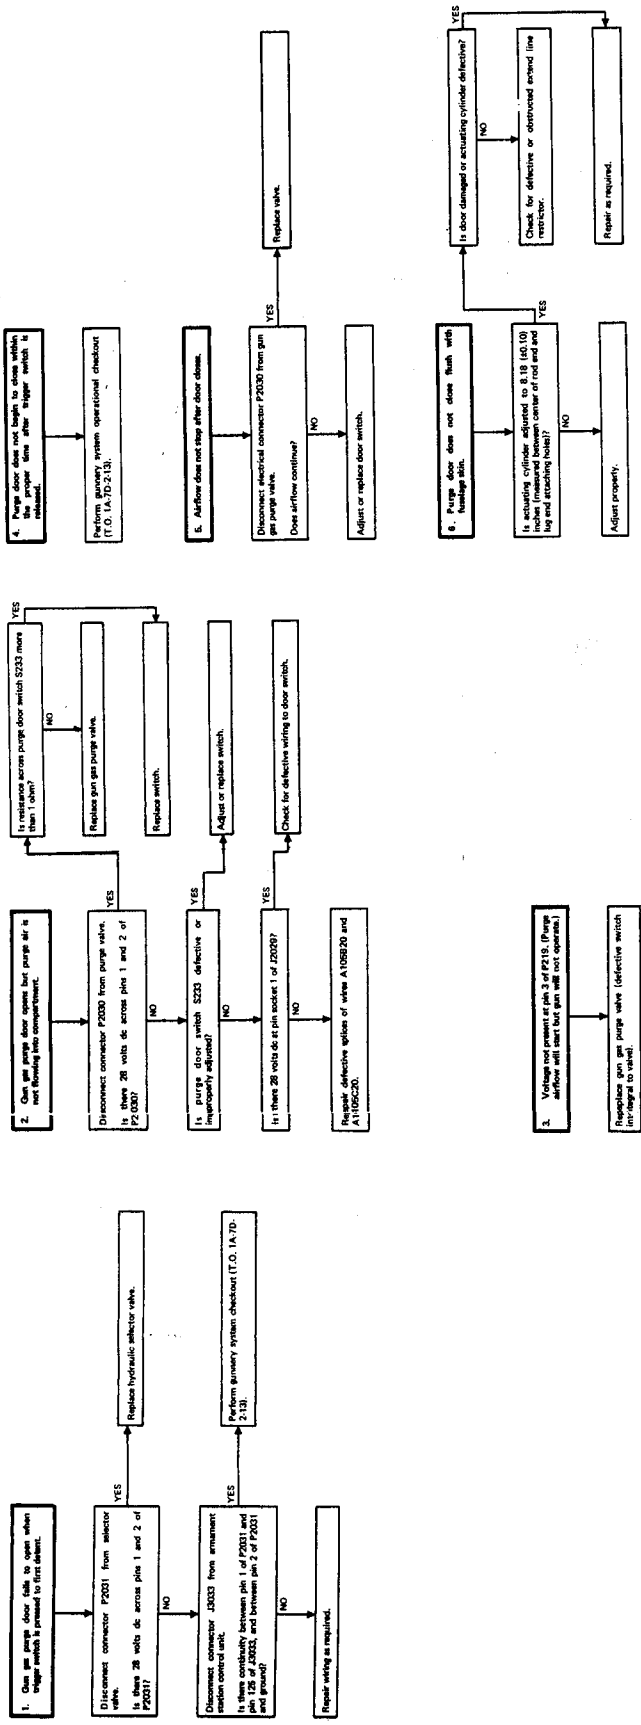 1. Gun gas purge door fails to open when
trigger switch is pressed to first detent.
Disconnect connector P2031 from selector
valve.
Is there 28 volts dc across pins 1 and 2 of
P2031?
YES
Replace hydraulic selector valve.
NO
Disconnect connector J3033 from armament
station control unit.
Is there continuity between pin 1 of P2031 and
pin 126 of J3033, and between pin 2 of P2031
and ground?
YES
Perform gunnery system checkout (T.O. 1A-7D-
2-13).
NO
Repair wiring as required.
2. Gun gas purge door opens but purge air is
not flowing into compartment.
Disconnect connector P2030 from purge valve.
Is there 28 volts dc across pins 1 and 2 of
P2030?
YES
Is resistance across purge door switch S233 more
than 1 ohm?
YES
NO
Replace gun gas purge valve.
Replace switch.
NO
Is purge door switch S233 defective or
improperly adjusted?
YES
Adjust or replace switch.
NO
Is there 28 volts dc at pin socket 1 of J2029?
YES
Check for defective wiring to door switch.
NO
Repair defective splices of wires A105B20 and
A1105C20.
3. Voltage not present at pin 3 of P219. (Purge
airflow will start but gun will not operate.)
Repeplace gun gas purge valve (defective switch
integral to valve).
4. Purge door does not begin to close within
the proper time after trigger switch is
released.
Perform gunnery system operational checkout
(T.O. 1A-7D-2-13).
5. Airflow does not stop after door closes.
Disconnect electrical connector P2030 from gun
gas purge valve.
Does airflow continue?
YES
Replace valve.
NO
Adjust or replace door switch.
6. Purge door does not close flush with
fuselage skin.
Is actuating cylinder adjusted to 8.18 (±0.10)
inches (measured between center of rod end and
lug end attaching holes)?
YES
Is door damaged or actuating cylinder defective?
YES
NO
Check for defective or obstructed extend line
restrictor.
Repair as required.
NO
Adjust properly.